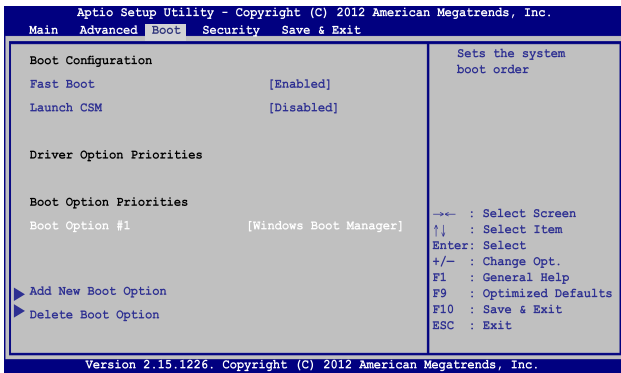 Aptio Setup Utility - Copyright (C) 2012 American Megatrends, Inc.
Main Advanced Boot Security Save & Exit
Boot Configuration
Fast Boot [Enabled]
Launch CSM [Disabled]
Driver Option Priorities
Boot Option Priorities
Boot Option #1 [Windows Boot Manager]
Add New Boot Option
Delete Boot Option
Sets the system
boot order
→← : Select Screen
↑↓ : Select Item
Enter: Select
+/— : Change Opt.
F1 : General Help
F9 : Optimized Defaults
F10 : Save & Exit
ESC : Exit
Version 2.15.1226. Copyright (C) 2012 American Megatrends, Inc.